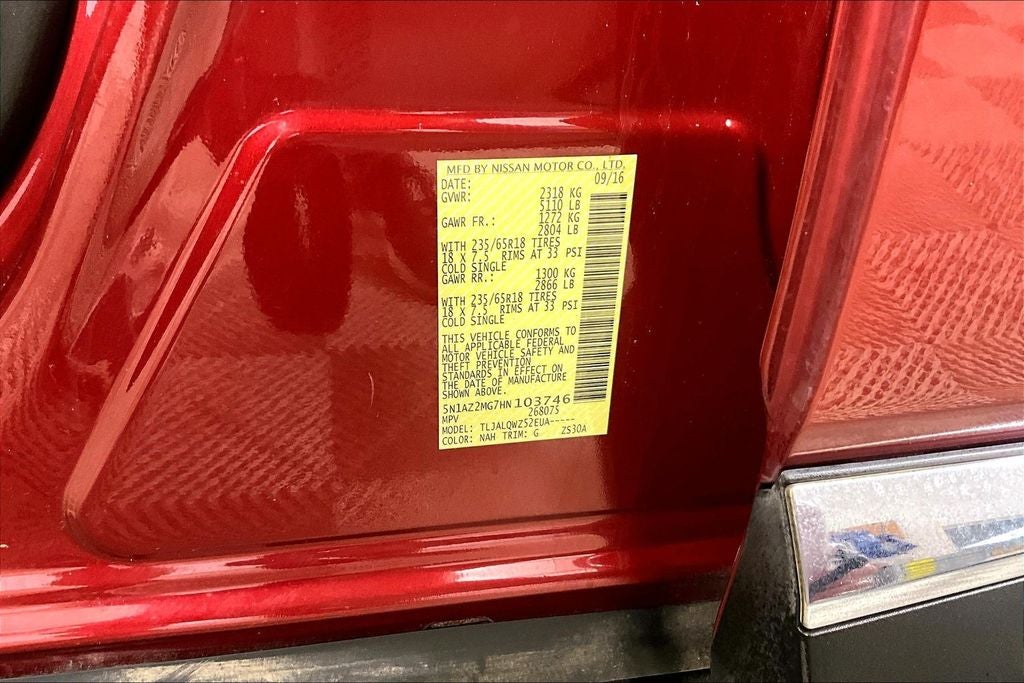 MFD BY NISSAN MOTOR CO., LTD.
DATE: 09/16
GVWR: 2318 KG
5110 LB
GAWR FR.: 1272 KG
2804 LB
WITH 235/65R18 TIRES
18 X 7.5 RIMS AT 33 PSI
COLD SINGLE
GAWR RR.: 1300 KG
2866 LB
WITH 235/65R18 TIRES
18 X 7.5 RIMS AT 33 PSI
COLD SINGLE
THIS VEHICLE CONFORMS TO
ALL APPLICABLE FEDERAL
MOTOR VEHICLE SAFETY AND
THEFT PREVENTION
STANDARDS IN EFFECT ON
THE DATE OF MANUFACTURE
SHOWN ABOVE.
5N1AZ2MG7HN103746
MPV 26807S
MODEL: TLJALQWZ52EUA-----
COLOR: NAH TRIM: G ZS30A